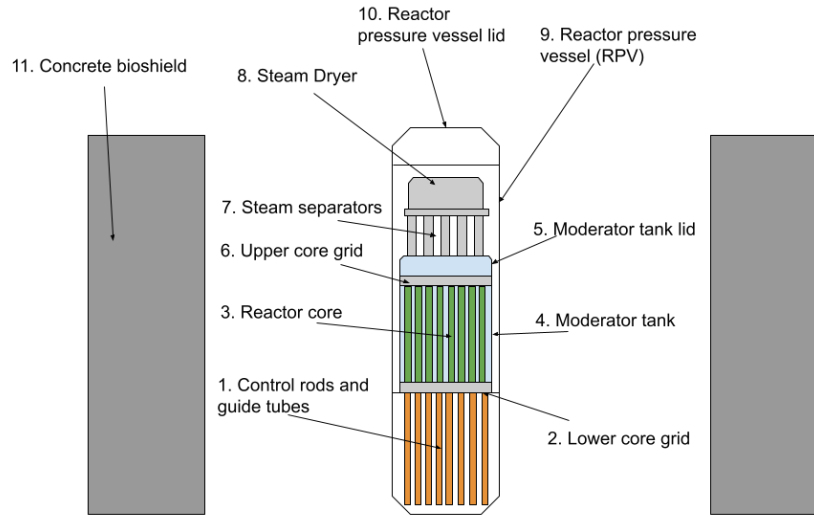 10. Reactor
pressure vessel lid
9. Reactor pressure
vessel (RPV)
11. Concrete bioshield
8. Steam Dryer
7. Steam separators
5. Moderator tank lid
6. Upper core grid
3. Reactor core
4. Moderator tank
1. Control rods and
guide tubes
2. Lower core grid